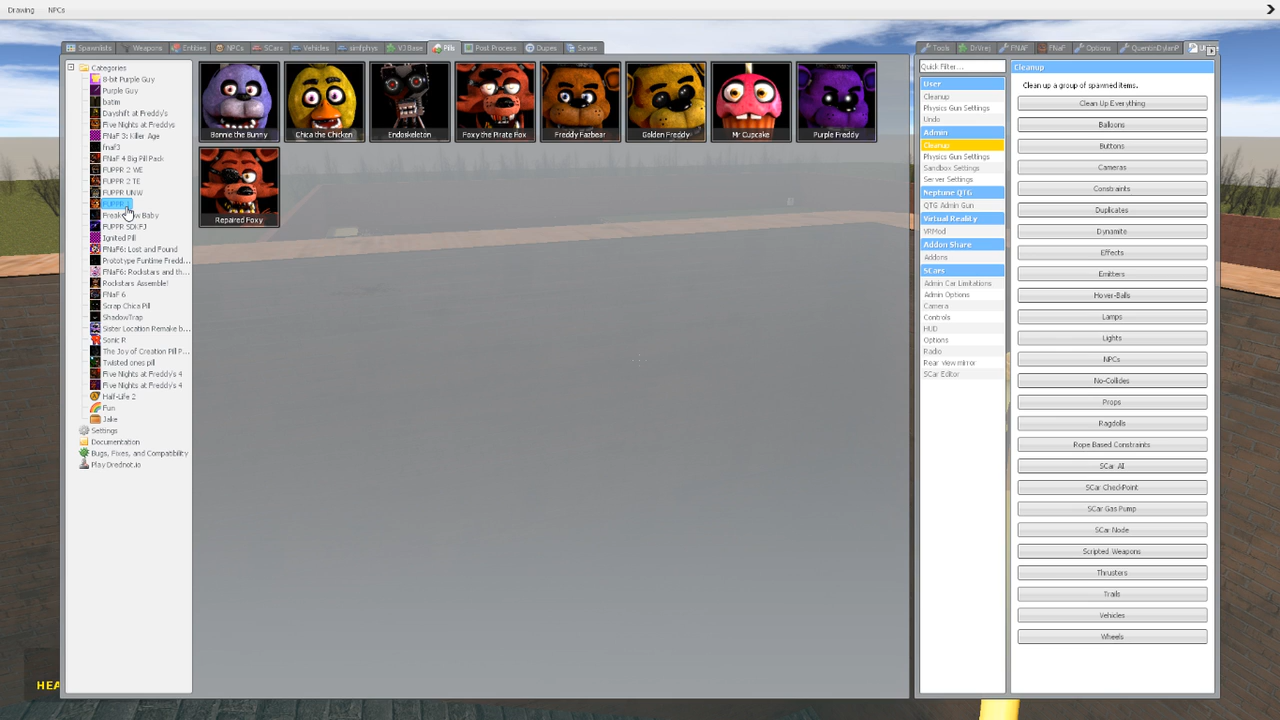 Drawing NPCs
Spawnlists Weapons Entities NPCs SCars Vehicles simfphys VJ Base Pills Post Process Dupes Saves
Tools DrVrej FNAF FNaF Options QuenonDylanP
Categories
8-bit Purple Guy
Purple Guy
batim
Dayshift at Freddy's
Five Nights at Freddys
FNaF 3: Killer Age
fnaf3
FNaF 4 Big Pill Pack
FUPPR 2 WE
FUPPR 2 TE
FUPPR UNW
FUPPR
FUPPR SDI.FJ
Ignited Pill
FNaF6: Lost and Found
Prototype Funtime Fredd...
FNaF6: Rockstars and th...
Rockstars Assemble!
FNaF 6
Scrap Chica Pill
ShadowTrap
Sister Location Remake b...
Sonic R
The Joy of Creation Pill P...
Twisted ones pill
Five Nights at Freddy's 4
Five Nights at Freddy's 4
Half-Life 2
Fun
Jake
Settings
Documentation
Bugs, Fixes, and Compatibility
Play Drednot.io
Bonnie the Bunny
Chica the Chicken
Endoskeleton
Foxy the Pirate Fox
Freddy Fazbear
Golden Freddy
Mr Cupcake
Purple Freddy
Repaired Foxy
Quick Filter...
User
Cleanup
Physics Gun Settings
Undo
Admin
Cleanup
Physics Gun Settings
Sandbox Settings
Server Settings
Neptune QTG
QTG Admin Gun
Virtual Reality
VRMod
Addon Share
Addons
SCars
Admin Car Limitations
Admin Options
Camera
Controls
HUD
Options
Radio
Rear view mirror
SCar Editor
Cleanup
Clean up a group of spawned items.
Clean Up Everything
Balloons
Buttons
Cameras
Constraints
Duplicates
Dynamite
Effects
Emitters
Hover-Balls
Lamps
Lights
NPCs
No-Collides
Props
Ragdolls
Rope Based Constraints
SCar AI
SCar CheckPoint
SCar Gas Pump
SCar Node
Scripted Weapons
Thrusters
Trails
Vehicles
Wheels
HEA